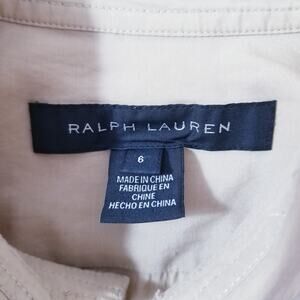 RALPH LAUREN
6
MADE IN CHINA
FABRIQUE EN
CHINE
HECHO EN CHINA